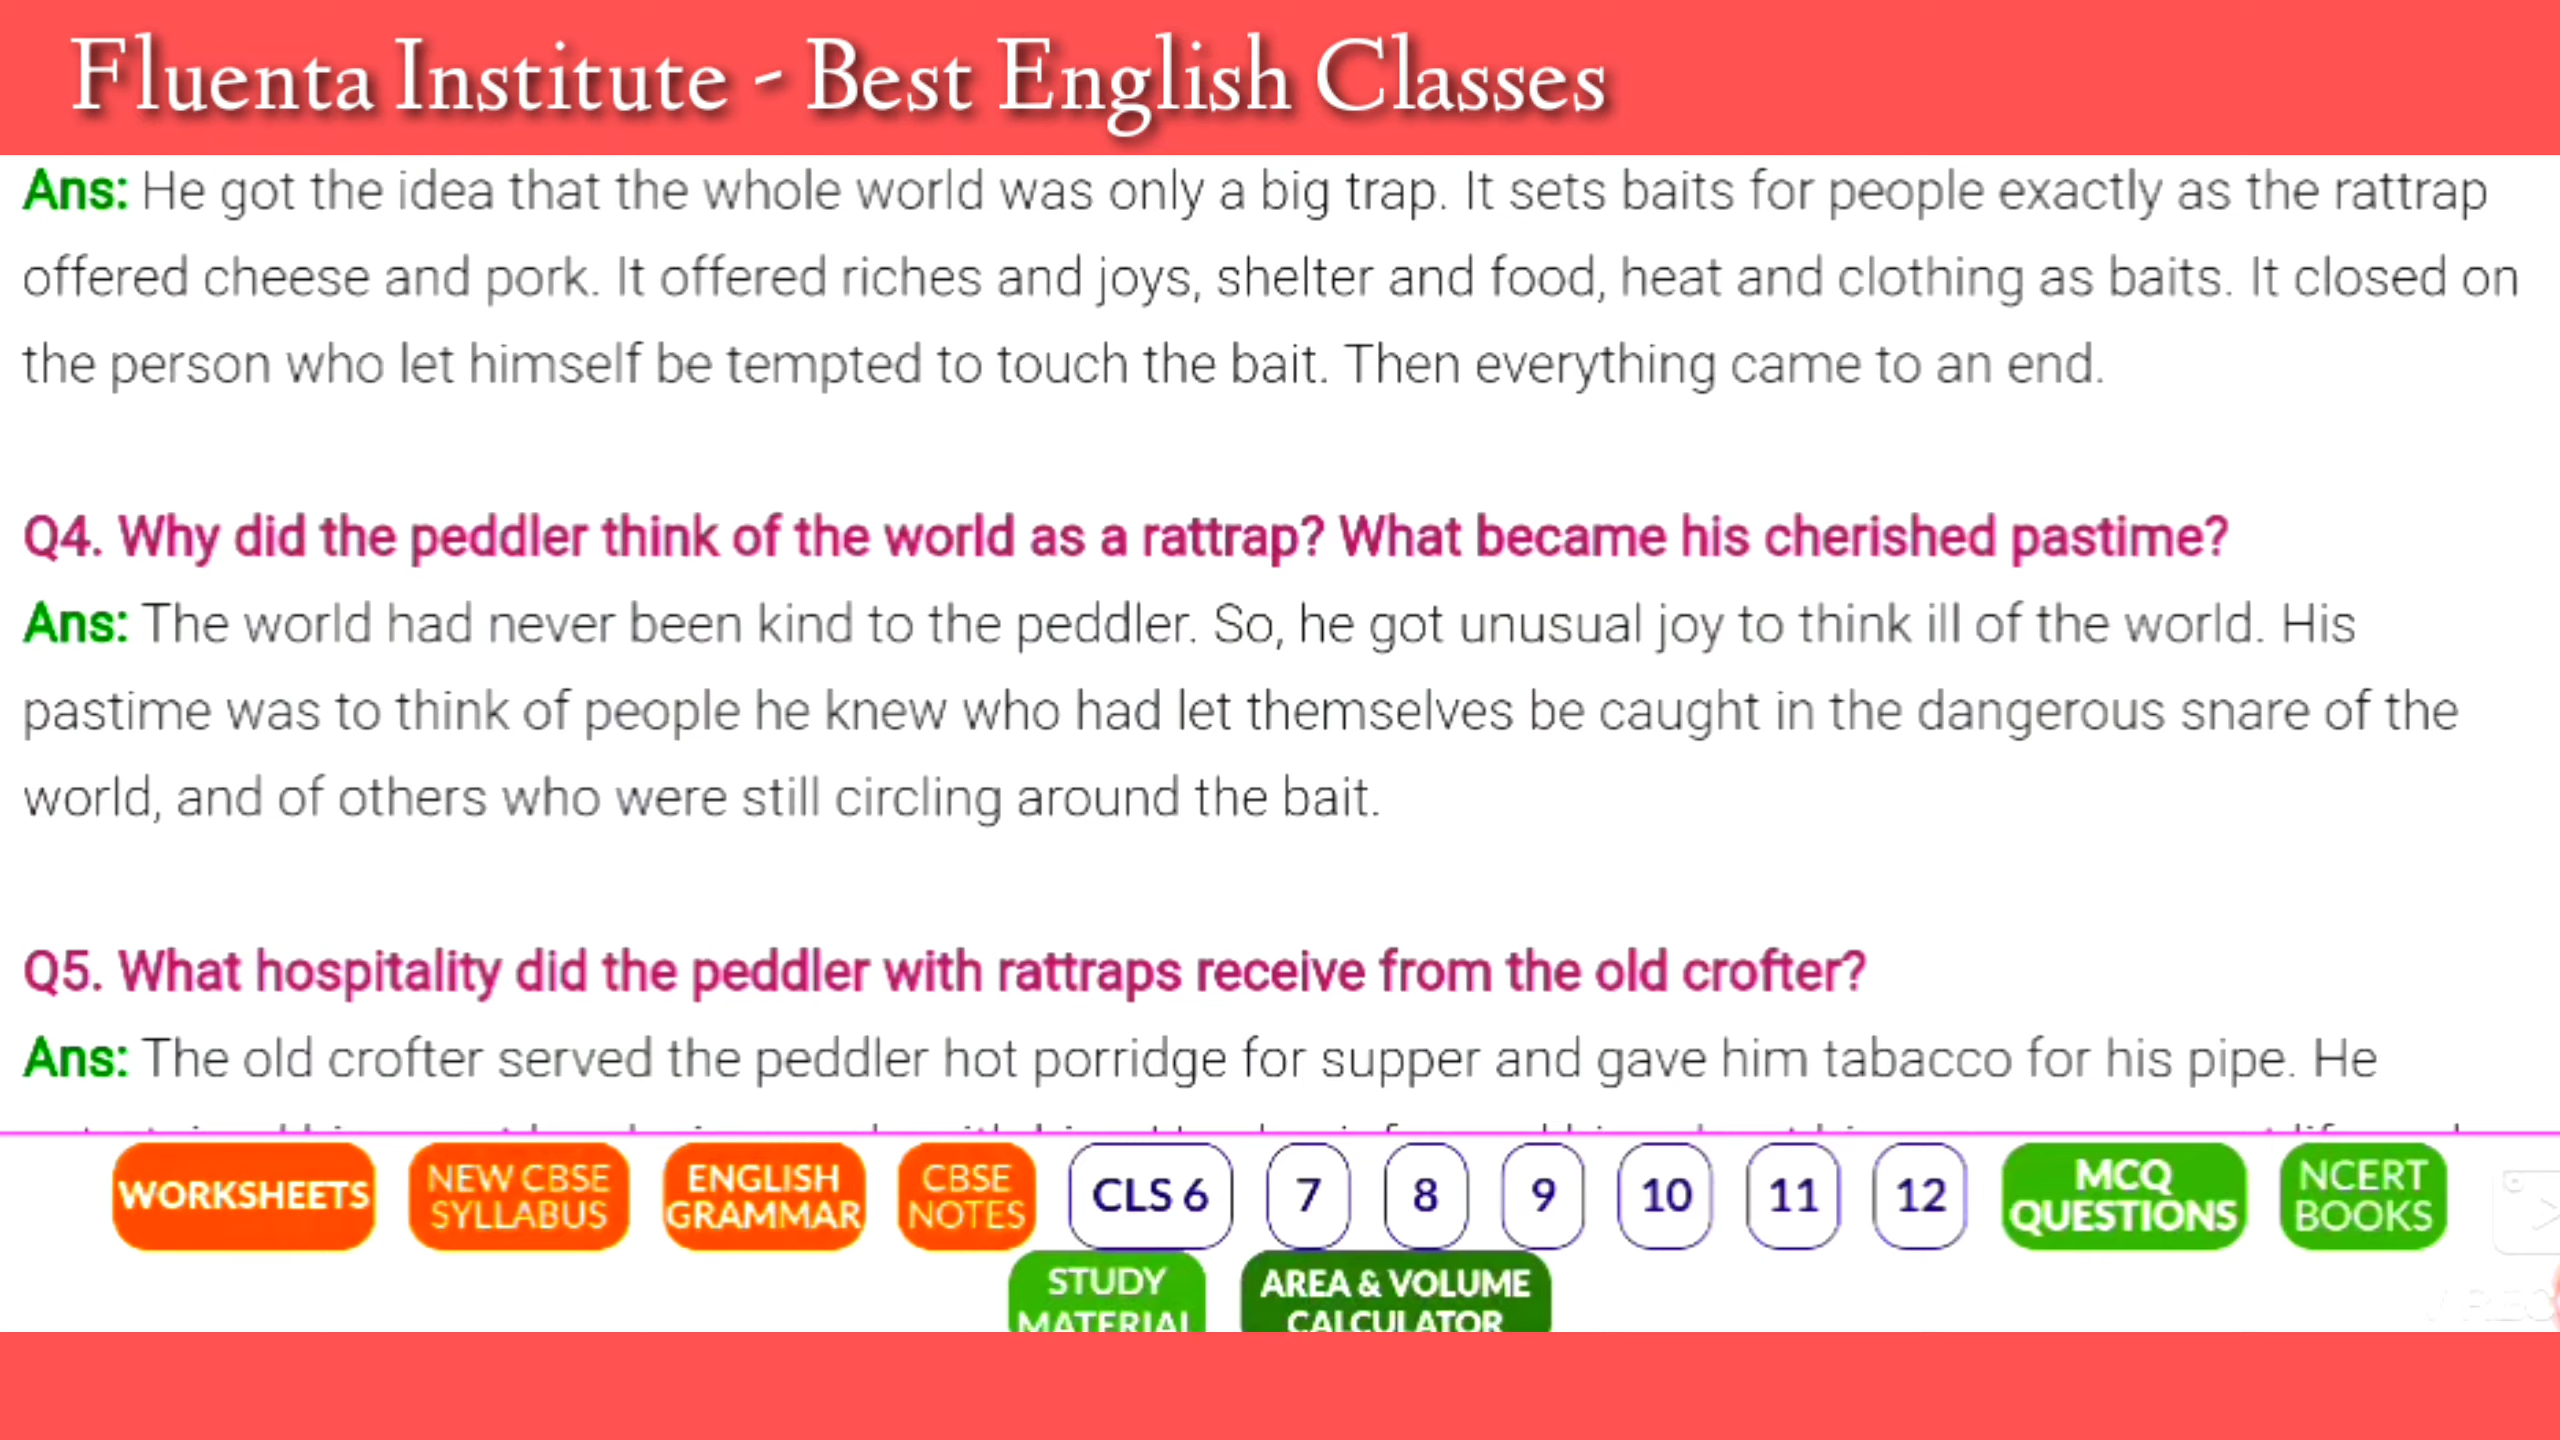 Fluenta Institute - Best English Classes
Ans: He got the idea that the whole world was only a big trap. It sets baits for people exactly as the rattrap
offered cheese and pork. It offered riches and joys, shelter and food, heat and clothing as baits. It closed on
the person who let himself be tempted to touch the bait. Then everything came to an end.
Q4. Why did the peddler think of the world as a rattrap? What became his cherished pastime?
Ans: The world had never been kind to the peddler. So, he got unusual joy to think ill of the world. His
pastime was to think of people he knew who had let themselves be caught in the dangerous snare of the
world, and of others who were still circling around the bait.
Q5. What hospitality did the peddler with rattraps receive from the old crofter?
Ans: The old crofter served the peddler hot porridge for supper and gave him tabacco for his pipe. He
WORKSHEETS NEW CBSE SYLLABUS ENGLISH GRAMMAR CBSE NOTES CLS 6 7 8 9 10 11 12 MCQ QUESTIONS NCERT BOOKS
STUDY MATERIAL AREA & VOLUME CALCULATOR